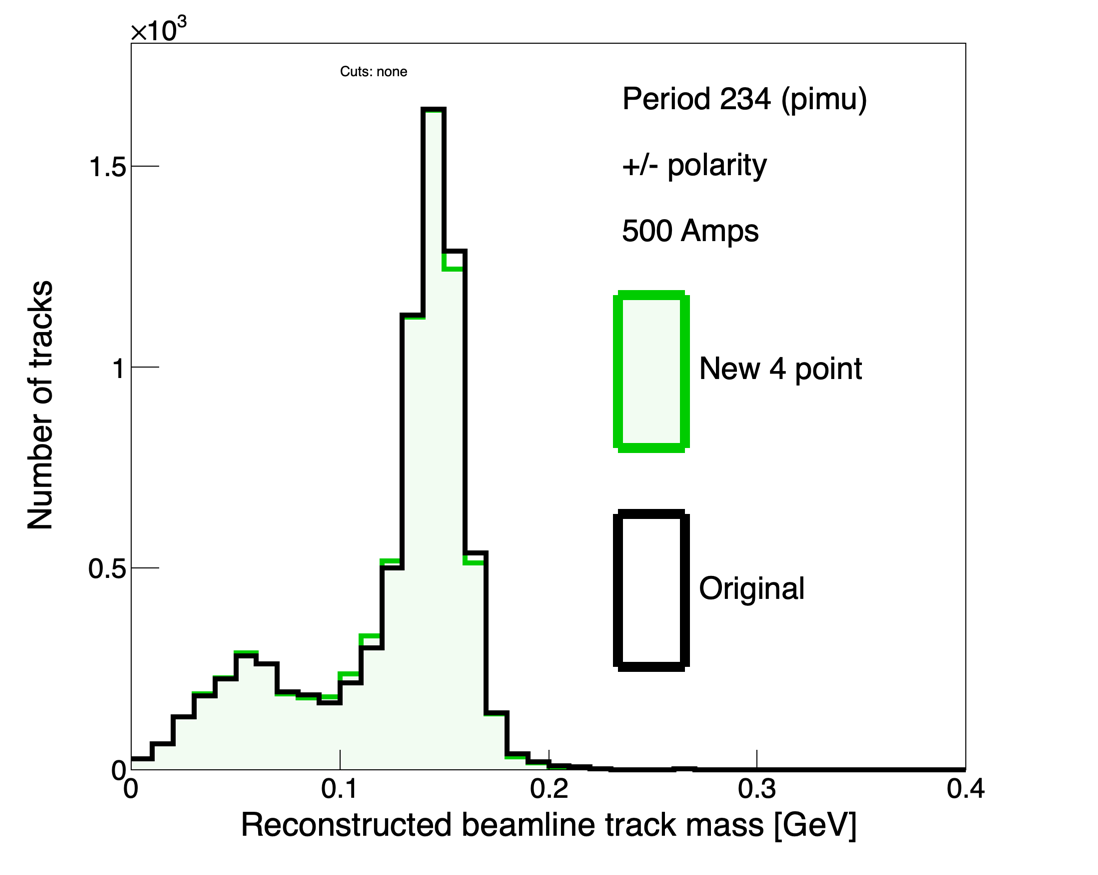 ×10³
Cuts: none
Period 234 (pimu)
+/- polarity
500 Amps
New 4 point
Original
1.5
1
0.5
0
0 0.1 0.2 0.3 0.4
Number of tracks
Reconstructed beamline track mass [GeV]